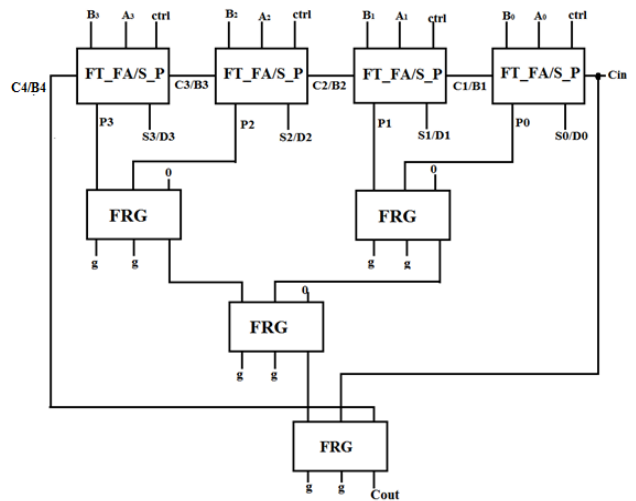 B3 A3 ctrl B2 A2 ctrl B1 A1 ctrl B0 A0 ctrl
FT_FA/S_P FT_FA/S_P FT_FA/S_P FT_FA/S_P
C4/B4 C3/B3 C2/B2 C1/B1 Cin
P3 S3/D3 P2 S2/D2 P1 S1/D1 P0 S0/D0
0 0
FRG FRG
g g g g
0
FRG
g g
FRG
g g
Cout